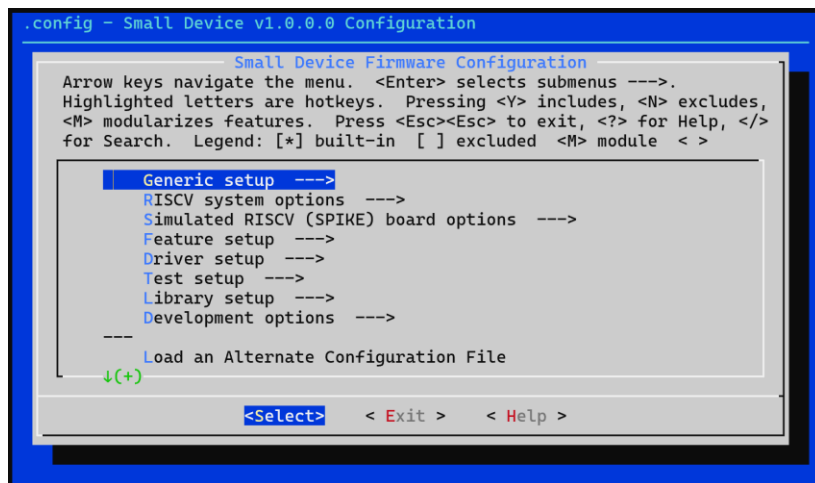 .config - Small Device v1.0.0.0 Configuration
Small Device Firmware Configuration
Arrow keys navigate the menu.  <Enter> selects submenus --->.
Highlighted letters are hotkeys.  Pressing <Y> includes, <N> excludes,
<M> modularizes features.  Press <Esc><Esc> to exit, <?> for Help, </>
for Search.  Legend: [*] built-in  [ ] excluded  <M> module  < >
Generic setup  --->
RISCV system options  --->
Simulated RISCV (SPIKE) board options  --->
Feature setup  --->
Driver setup  --->
Test setup  --->
Library setup  --->
Development options  --->
---
Load an Alternate Configuration File
↓(+)
<Select>    < Exit >    < Help >